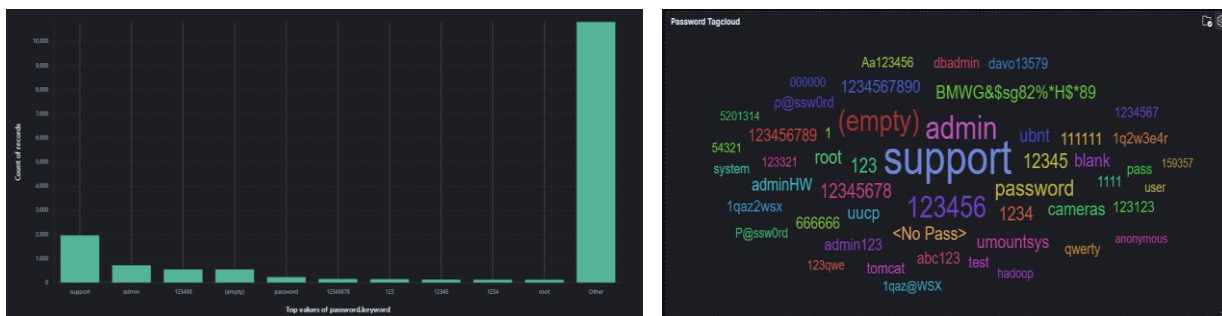 10,000
9,000
8,000
7,000
6,000
5,000
4,000
3,000
2,000
1,000
0
Count of records
support admin 123456 (empty) password 12345678 123 12345 1234 root Other
Top values of password.keyword
Password Tagcloud
Aa123456 dbadmin davo13579
000000 1234567890 BMWG&$sg82%*H$*89
p@ssw0rd 1234567
5201314 (empty) admin
123456789 1 ubnt 111111 1q2w3e4r
54321 support
system 123321 root 123 12345 blank pass 159357
adminHW 12345678 password 1111 user
1qaz2wsx uucp 123456 1234 cameras 123123
P@ssw0rd 666666 <No Pass>
admin123 umountsys qwerty anonymous
123qwe tomcat abc123 test hadoop
1qaz@WSX